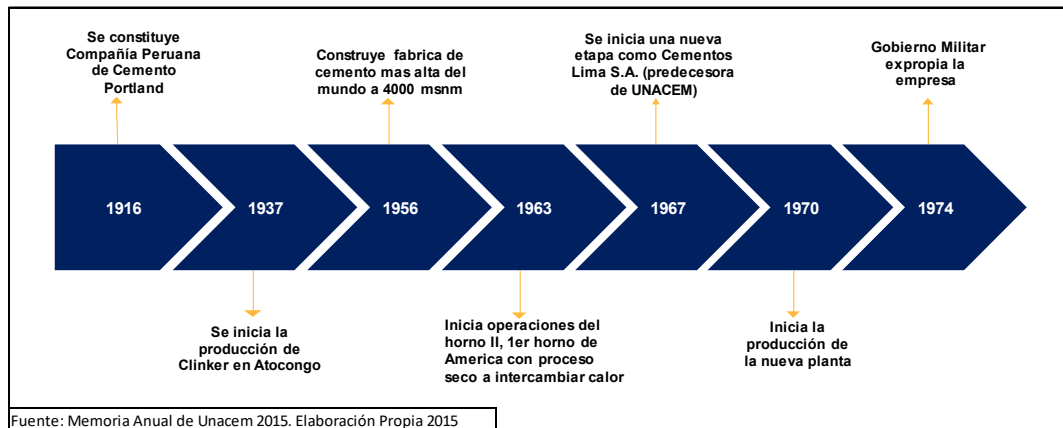 Se constituye
Compañía Peruana
de Cemento
Portland
Construye fabrica de
cemento mas alta del
mundo a 4000 msnm
Se inicia una nueva
etapa como Cementos
Lima S.A. (predecesora
de UNACEM)
Gobierno Militar
expropia la
empresa
1916
1937
1956
1963
1967
1970
1974
Se inicia la
producción de
Clinker en Atocongo
Inicia operaciones del
horno II, 1er horno de
America con proceso
seco a intercambiar calor
Inicia la
producción de
la nueva planta
Fuente: Memoria Anual de Unacem 2015. Elaboración Propia 2015